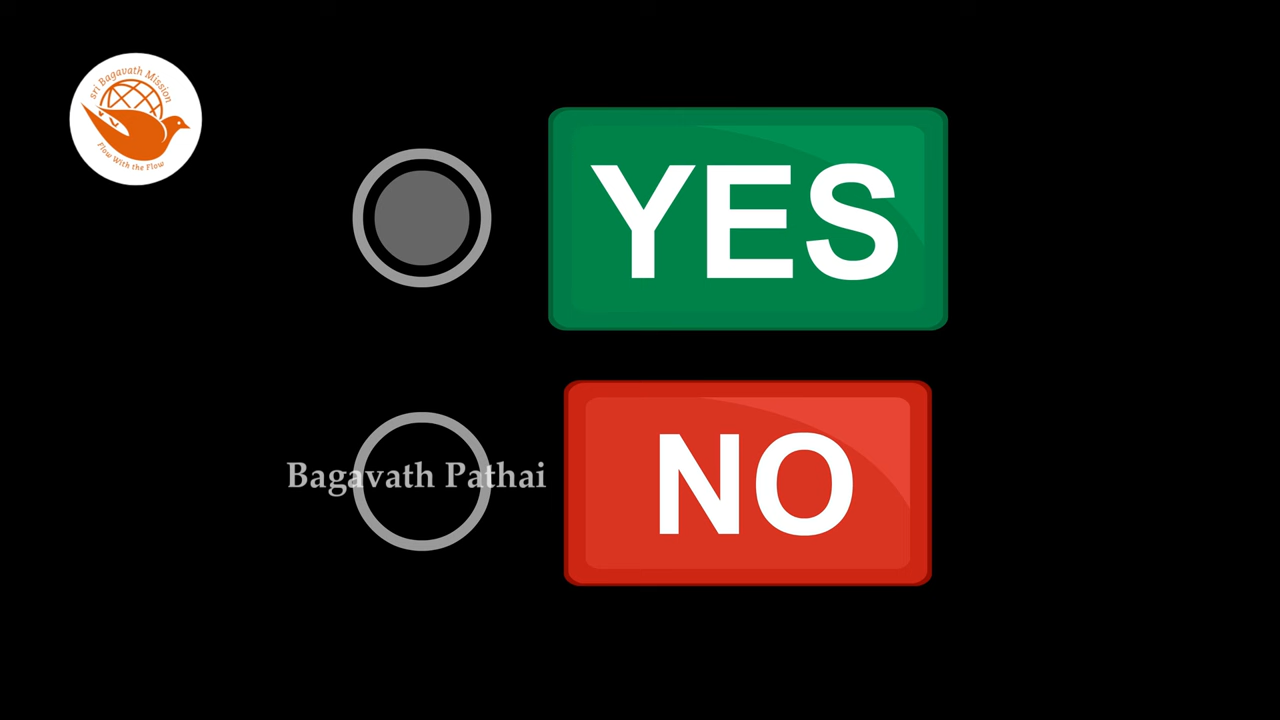 sri Bagavath Mission
Flow With the Flow
YES
Bagavath Pathai
NO